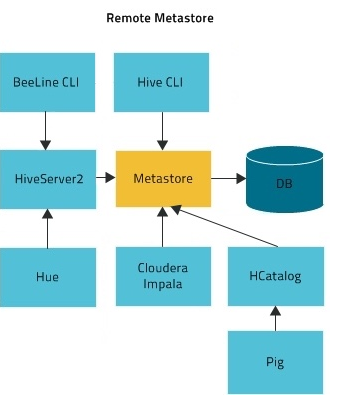 Remote Metastore
BeeLine CLI
Hive CLI
HiveServer2
Metastore
DB
Hue
Cloudera
Impala
HCatalog
Pig